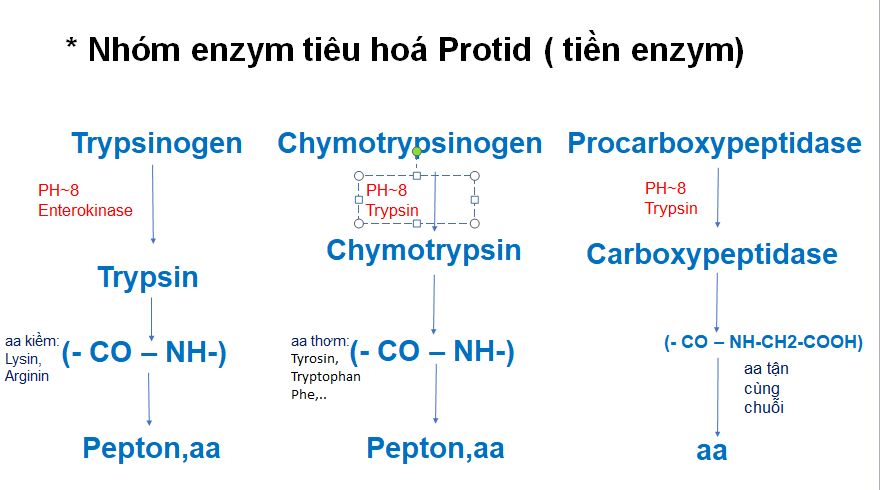 * Nhóm enzym tiêu hoá Protid ( tiền enzym)
Trypsinogen
Chymotrypsinogen
Procarboxypeptidase
PH~8
Enterokinase
PH~8
Trypsin
PH~8
Trypsin
Trypsin
Chymotrypsin
Carboxypeptidase
aa kiềm:
Lysin,
Arginin
(- CO – NH-)
aa thơm:
Tyrosin,
Tryptophan
Phe,..
(- CO – NH-)
(- CO – NH-CH2-COOH)
aa tận
cùng
chuỗi
Pepton,aa
Pepton,aa
aa